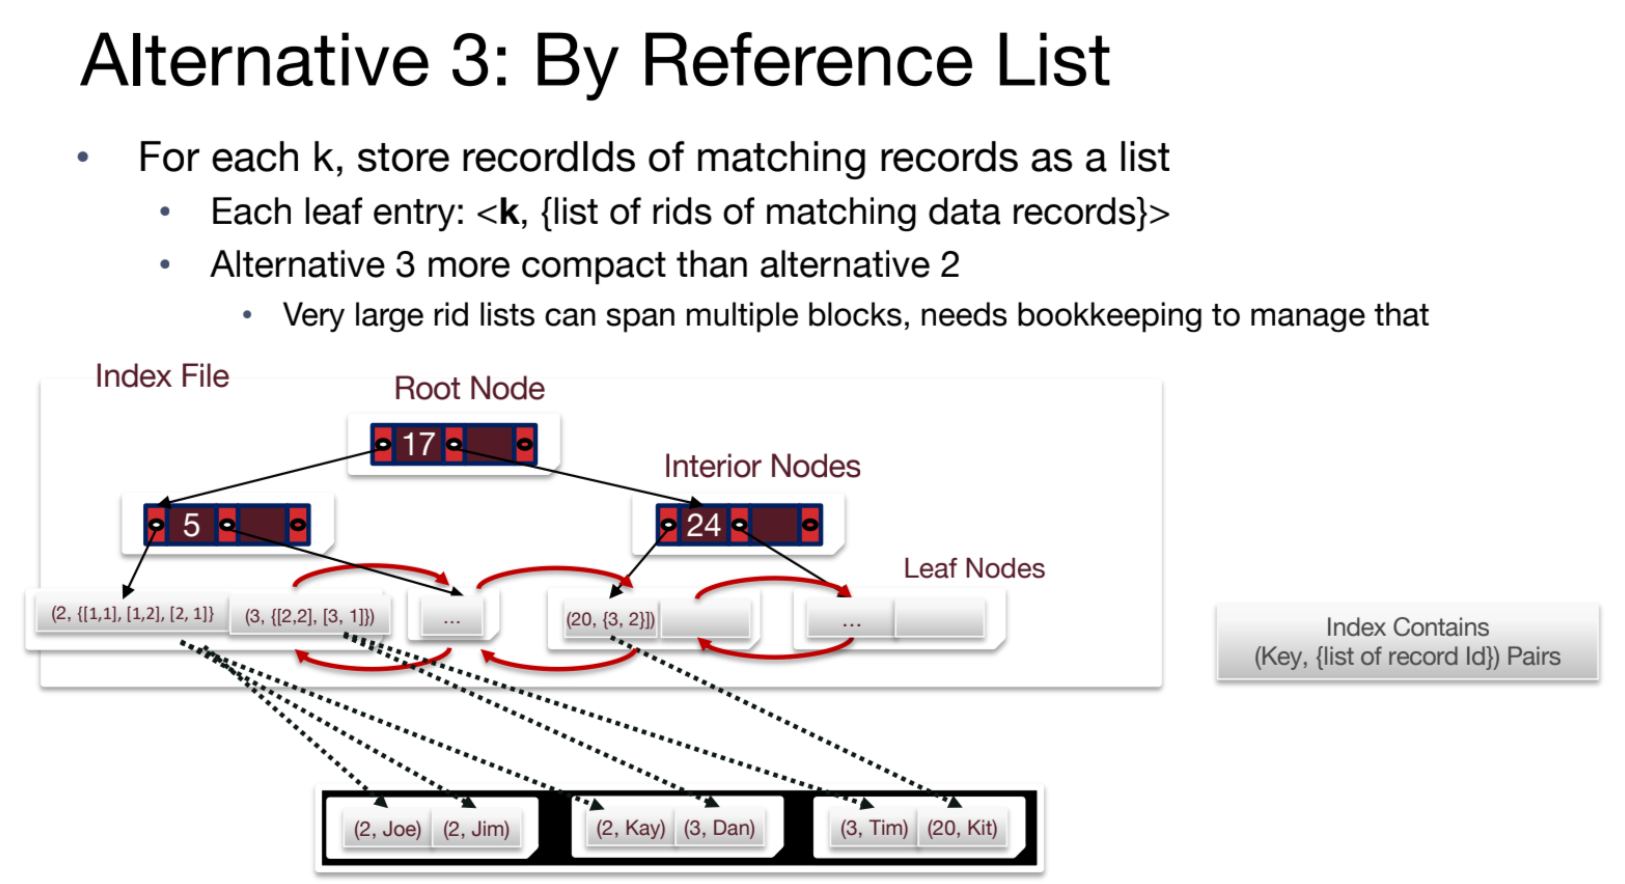 Alternative 3: By Reference List
• For each k, store recordIds of matching records as a list
• Each leaf entry: <k, {list of rids of matching data records}>
• Alternative 3 more compact than alternative 2
• Very large rid lists can span multiple blocks, needs bookkeeping to manage that
Index File
Root Node
17
Interior Nodes
5
24
Leaf Nodes
(2, {[1,1], [1,2], [2, 1]}
(3, {[2,2], [3, 1]})
...
(20, {3, 2}])
...
Index Contains
(Key, {list of record Id}) Pairs
(2, Joe)
(2, Jim)
(2, Kay)
(3, Dan)
(3, Tim)
(20, Kit)